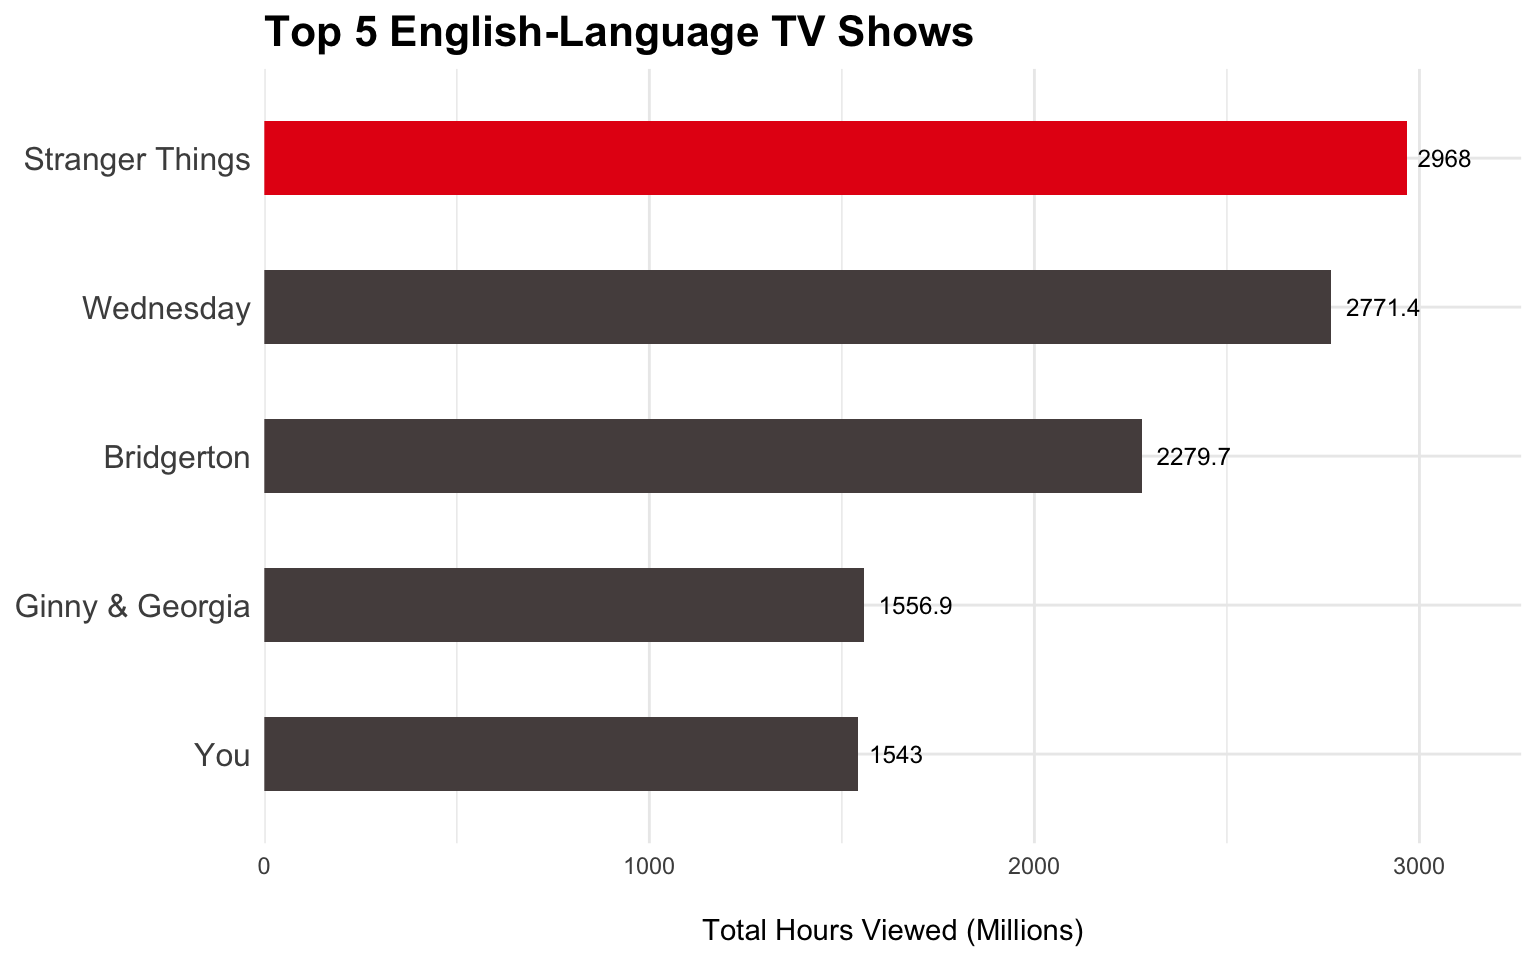 Top 5 English-Language TV Shows
Stranger Things 2968
Wednesday 2771.4
Bridgerton 2279.7
Ginny & Georgia 1556.9
You 1543
0 1000 2000 3000
Total Hours Viewed (Millions)